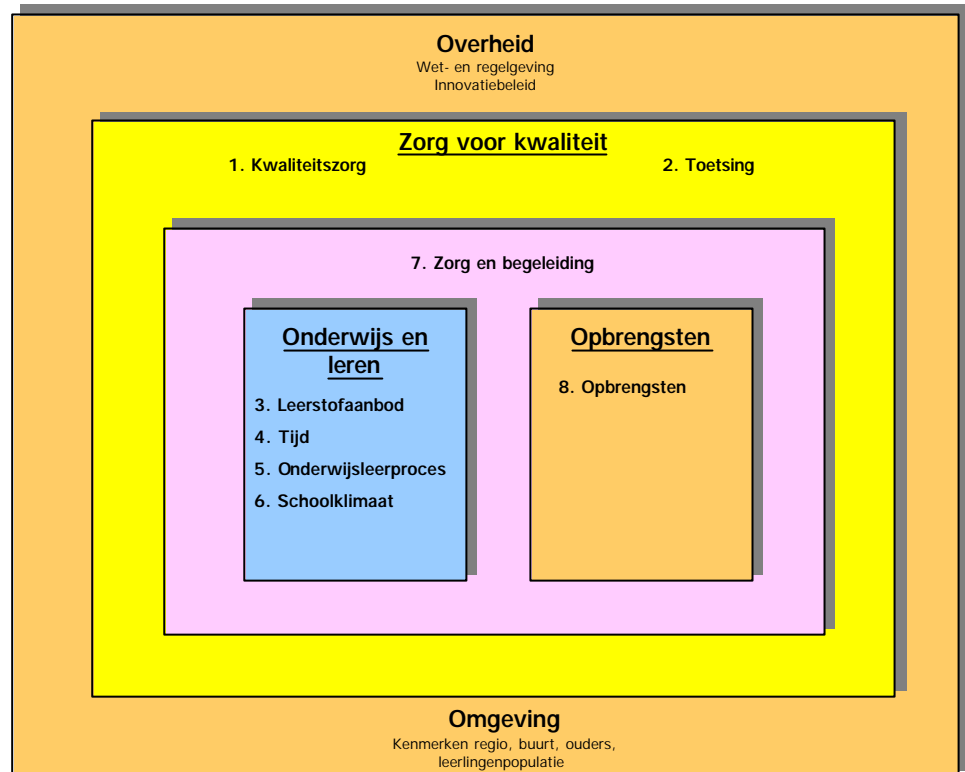 Overheid
Wet- en regelgeving
Innovatiebeleid
Zorg voor kwaliteit
1. Kwaliteitszorg
2. Toetsing
7. Zorg en begeleiding
Onderwijs en
leren
3. Leerstofaanbod
4. Tijd
5. Onderwijsleerproces
6. Schoolklimaat
Opbrengsten
8. Opbrengsten
Omgeving
Kenmerken regio, buurt, ouders,
leerlingenpopulatie